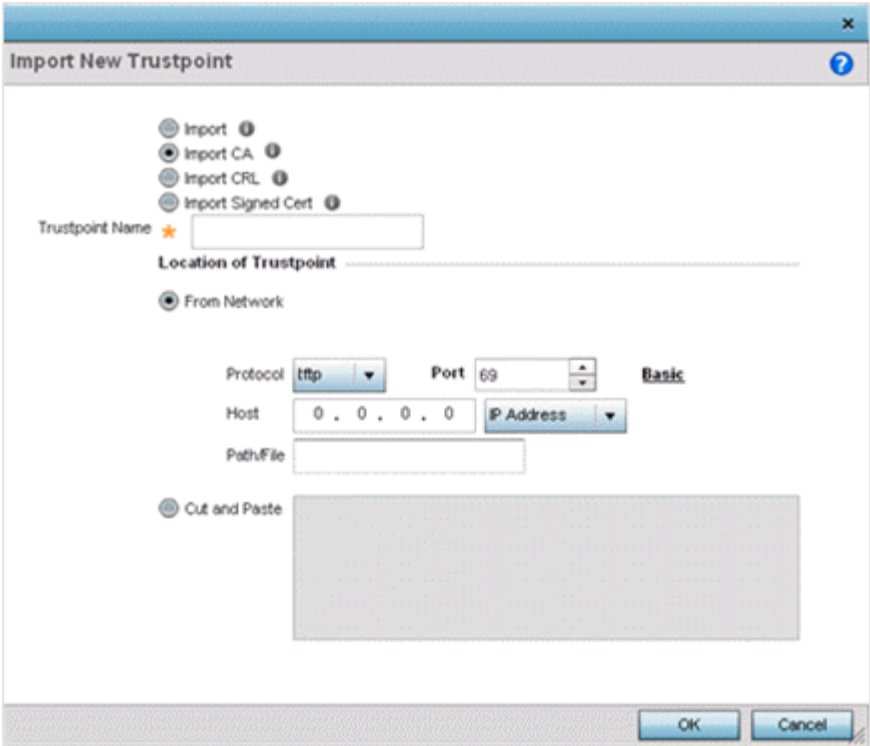 Import New Trustpoint
Import
Import CA
Import CRL
Import Signed Cert
Trustpoint Name *
Location of Trustpoint
From Network
Protocol tftp Port 69 Basic
Host 0 . 0 . 0 . 0 IP Address
Path/File
Cut and Paste
OK Cancel